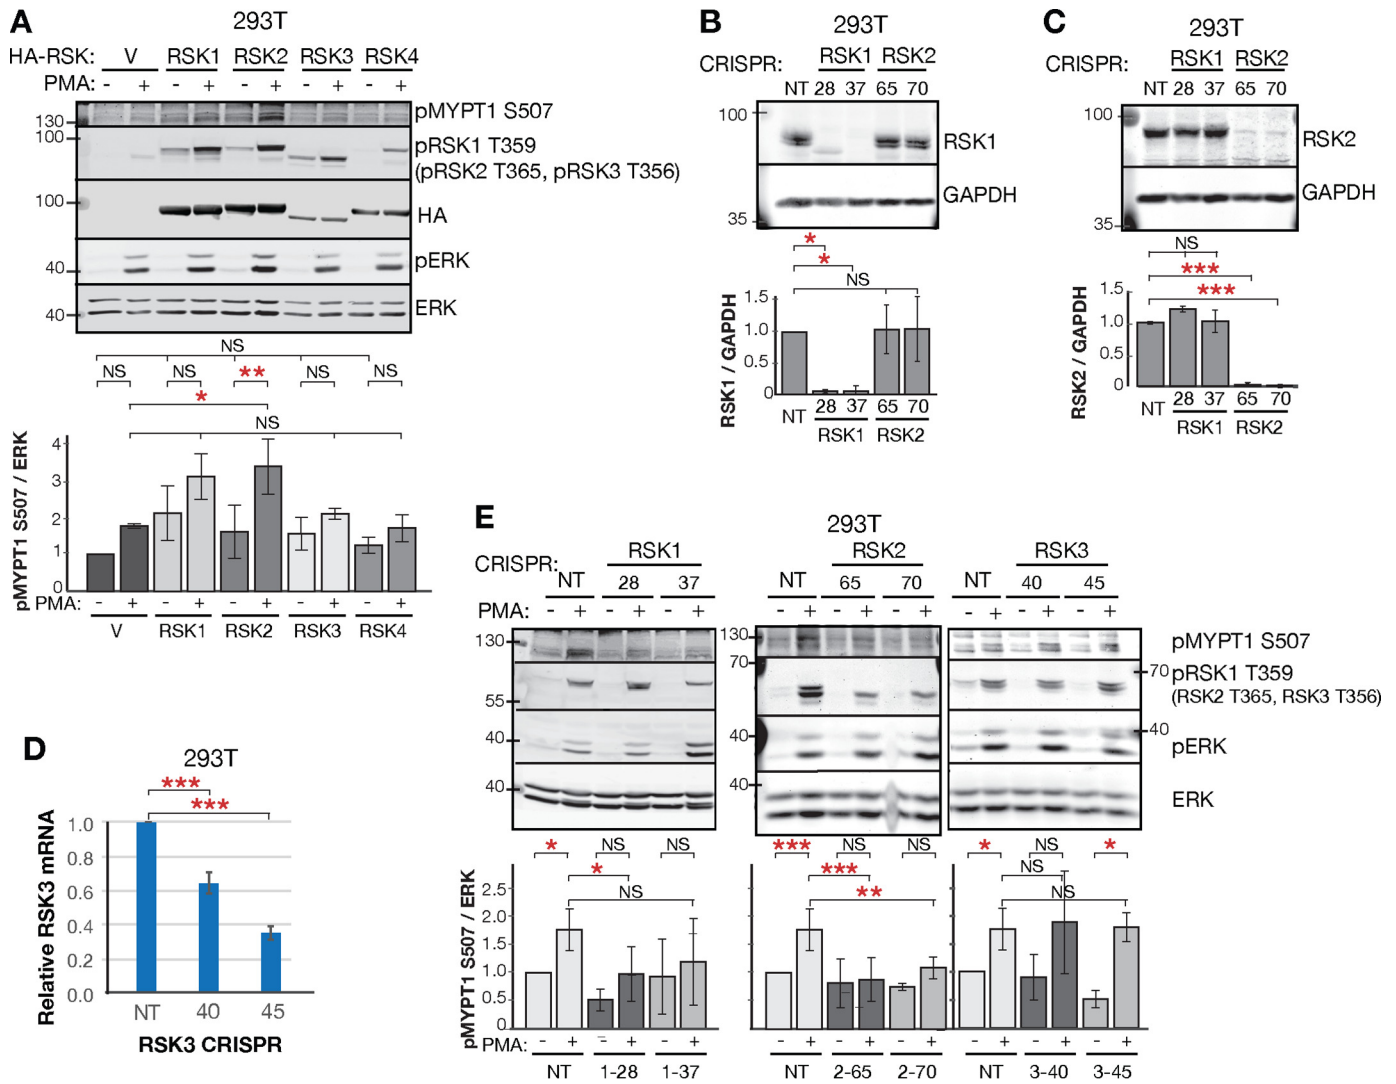 A
293T
HA-RSK: V RSK1 RSK2 RSK3 RSK4
PMA: - + - + - + - + - +
pMYPT1 S507
130
100
pRSK1 T359
(pRSK2 T365, pRSK3 T356)
100
HA
pERK
40
ERK
40
NS
NS NS ** NS NS
*
NS
pMYPT1 S507 / ERK
4
3
2
1
0
PMA: - + - + - + - + - +
V RSK1 RSK2 RSK3 RSK4
B
293T
CRISPR: RSK1 RSK2
NT 28 37 65 70
100
RSK1
GAPDH
35
*
*
NS
RSK1 / GAPDH
1.5
1.0
0.5
0
NT 28 37 65 70
RSK1 RSK2
C
293T
CRISPR: RSK1 RSK2
NT 28 37 65 70
100
RSK2
GAPDH
35
NS
***
***
RSK2 / GAPDH
1.5
1.0
0.5
0
NT 28 37 65 70
RSK1 RSK2
D
293T
***
***
Relative RSK3 mRNA
1.0
0.8
0.6
0.4
0.2
0.0
NT 40 45
RSK3 CRISPR
E
293T
CRISPR: RSK1 RSK2 RSK3
NT 28 37 NT 65 70 NT 40 45
PMA: - + - + - + - + - + - + - + - + - +
130 130 pMYPT1 S507
70 70 pRSK1 T359
55 (RSK2 T365, RSK3 T356)
40 40 40 pERK
40 40 ERK
* NS NS *** NS NS * NS *
* *** NS
NS ** NS
pMYPT1 S507 / ERK
2.5
2.0
1.5
1.0
0.5
0
PMA: - + - + - + - + - + - + - + - + - +
NT 1-28 1-37 NT 2-65 2-70 NT 3-40 3-45